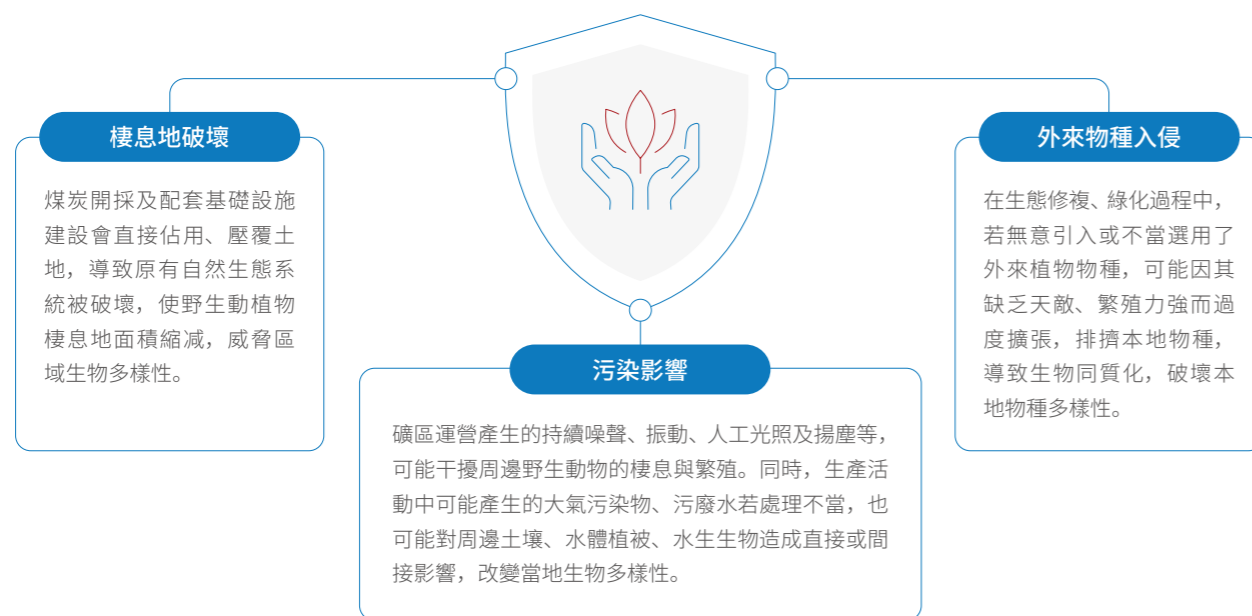 棲息地破壞
煤炭開採及配套基礎設施
建設會直接佔用、壓覆土
地，導致原有自然生態系
統被破壞，使野生動植物
棲息地面積縮減，威脅區
域生物多樣性。
污染影響
礦區運營產生的持續噪聲、振動、人工光照及揚塵等，
可能干擾周邊野生動物的棲息與繁殖。同時，生產活
動中可能產生的大氣污染物、污廢水若處理不當，也
可能對周邊土壤、水體植被、水生生物造成直接或間
接影響，改變當地生物多樣性。
外來物種入侵
在生態修複、綠化過程中，
若無意引入或不當選用了
外來植物物種，可能因其
缺乏天敵、繁殖力強而過
度擴張，排擠本地物種，
導致生物同質化，破壞本
地物種多樣性。